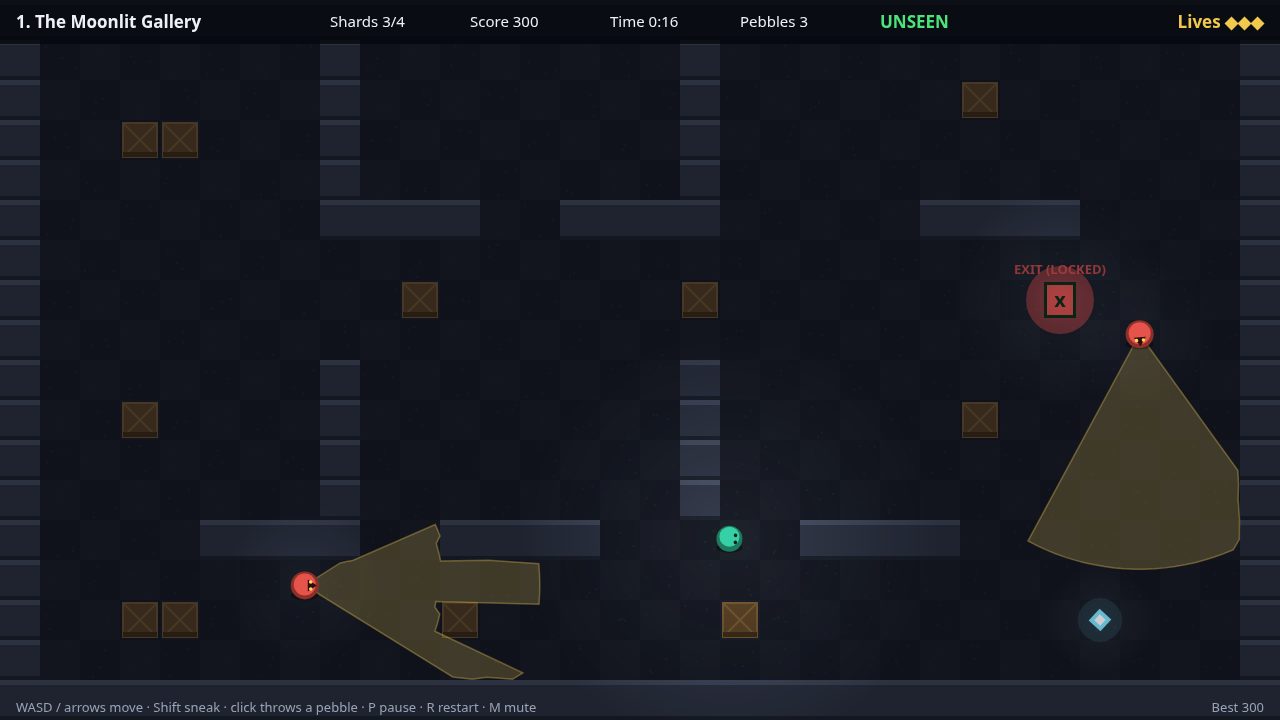 1. The Moonlit Gallery
Shards 3/4
Score 300
Time 0:16
Pebbles 3
UNSEEN
Lives ◆◆◆
EXIT (LOCKED)
x
WASD / arrows move · Shift sneak · click throws a pebble · P pause · R restart · M mute
Best 300